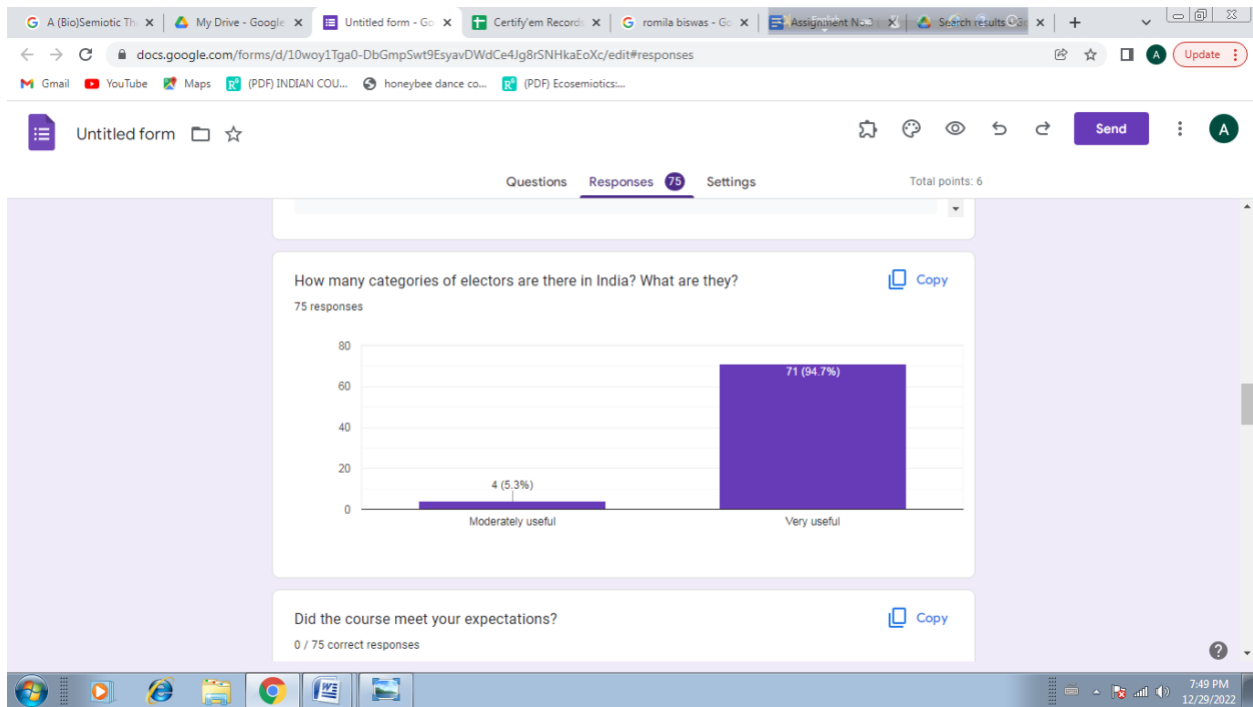 A (Bio)Semiotic Th
My Drive - Google
Untitled form - Go
Certify'em Records
romila biswas - Go
Assignment No
Search results
docs.google.com/forms/d/10woy1Tga0-DbGmpSwt9EsyavDWdCe4Jg8rSNHkaEoXc/edit#responses
A
Update
Gmail
YouTube
Maps
(PDF) INDIAN COU...
honeybee dance co...
(PDF) Ecosemiotics:...
Untitled form
Send
A
Questions
Responses 75
Settings
Total points: 6
How many categories of electors are there in India? What are they?
Copy
75 responses
80
60
40
20
0
4 (5.3%)
71 (94.7%)
Moderately useful
Very useful
Did the course meet your expectations?
Copy
0 / 75 correct responses
7:49 PM
12/29/2022